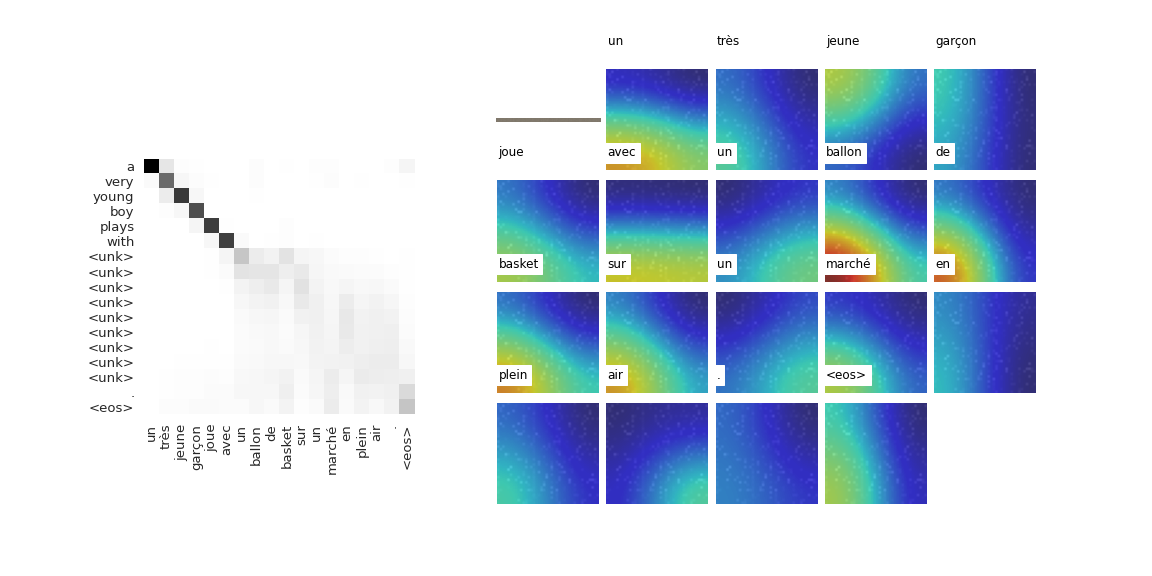 a
very
young
boy
plays
with
<unk>
<unk>
<unk>
<unk>
<unk>
<unk>
<unk>
<unk>
<unk>
.
<eos>
un
très
jeune
garçon
joue
avec
un
ballon
de
basket
sur
un
marché
en
plein
air
.
<eos>
un très jeune garçon
joue avec un ballon de
basket sur un marché en
plein air . <eos>